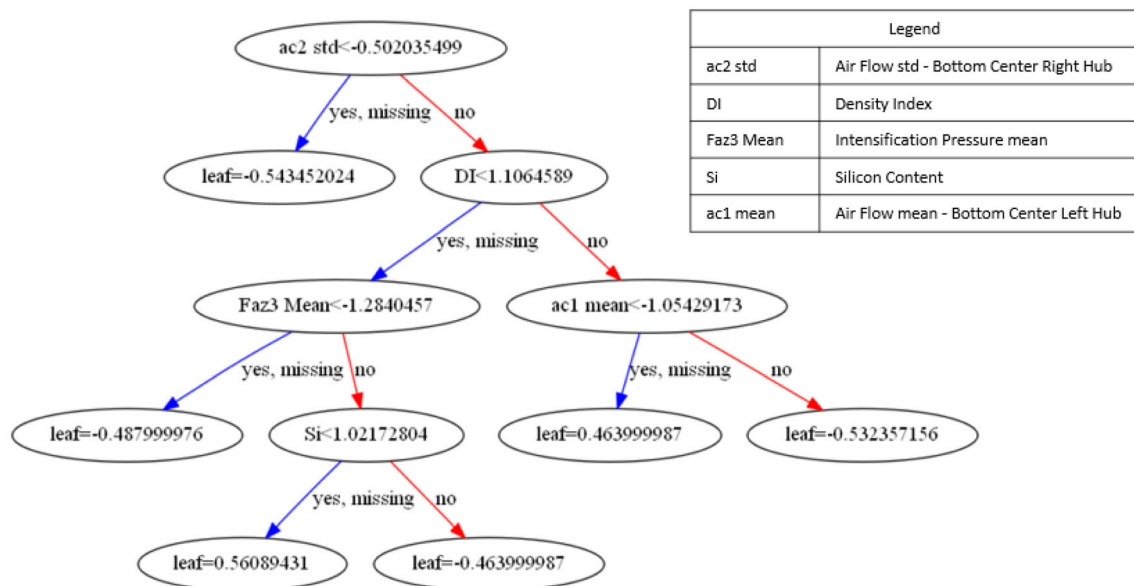 ac2 std<-0.502035499
yes, missing
no
leaf=-0.543452024
DI<1.1064589
yes, missing
no
Faz3 Mean<-1.2840457
ac1 mean<-1.05429173
yes, missing
no
yes, missing
no
leaf=-0.487999976
Si<1.02172804
leaf=0.463999987
leaf=-0.532357156
yes, missing
no
leaf=0.56089431
leaf=-0.463999987
Legend
ac2 std Air Flow std - Bottom Center Right Hub
DI Density Index
Faz3 Mean Intensification Pressure mean
Si Silicon Content
ac1 mean Air Flow mean - Bottom Center Left Hub